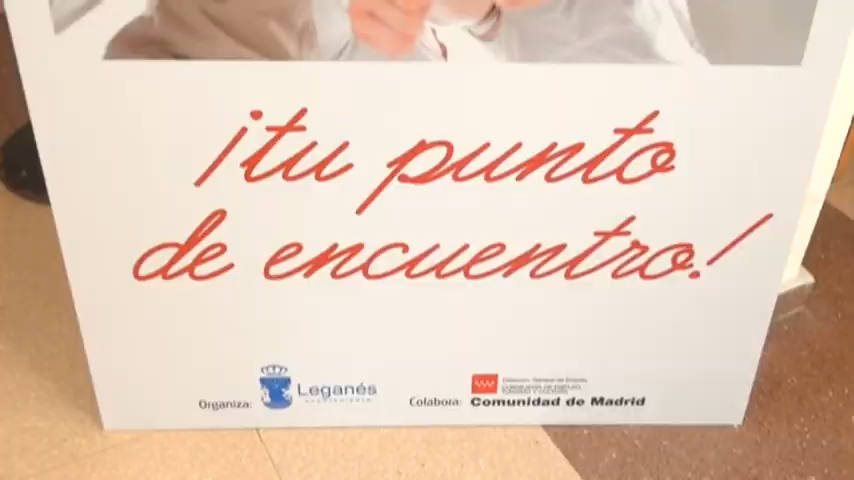 ¡tu punto
de encuentro!
Organiza: Leganés
Colabora: Comunidad de Madrid